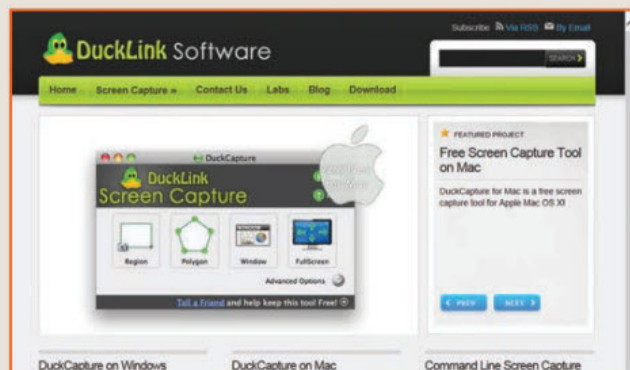 Subscribe Via RSS By Email
DuckLink Software
SEARCH
Home Screen Capture » Contact Us Labs Blog Download
DuckCapture
DuckLink
Screen Capture
Region Polygon Window FullScreen
WINDOW
Advanced Options
Tell a Friend and help keep this tool Free!
FEATURED PROJECT
Free Screen Capture Tool
on Mac
DuckCapture for Mac is a free screen
capture tool for Apple Mac OS X!
PREV NEXT
DuckCapture on Windows DuckCapture on Mac Command Line Screen Capture